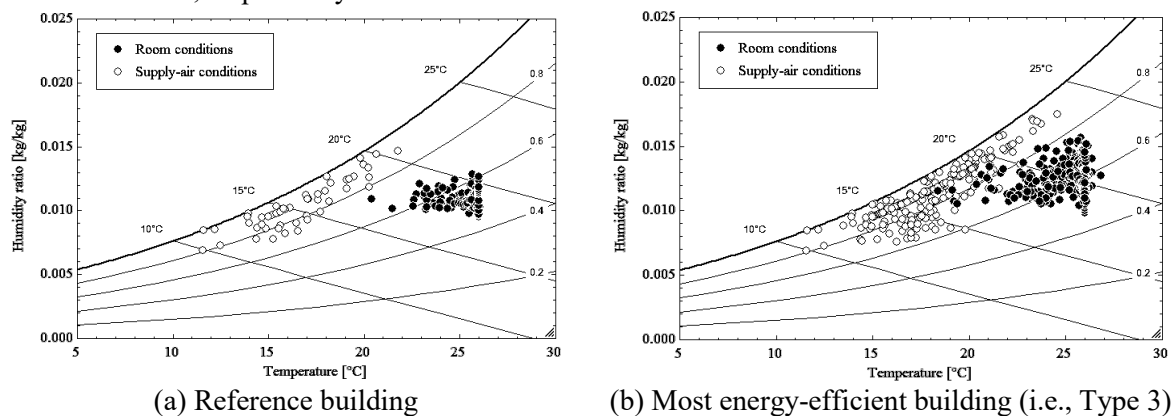 , respectively
0.025
0.020
0.015
0.010
0.005
0.000
Humidity ratio [kg/kg]
Room conditions
Supply-air conditions
25°C
20°C
15°C
10°C
0.8
0.6
0.4
0.2
5 10 15 20 25 30
Temperature [°C]
(a) Reference building
0.025
0.020
0.015
0.010
0.005
0.000
Humidity ratio [kg/kg]
Room conditions
Supply-air conditions
25°C
20°C
15°C
10°C
0.8
0.6
0.4
0.2
5 10 15 20 25 30
Temperature [°C]
(b) Most energy-efficient building (i.e., Type 3)